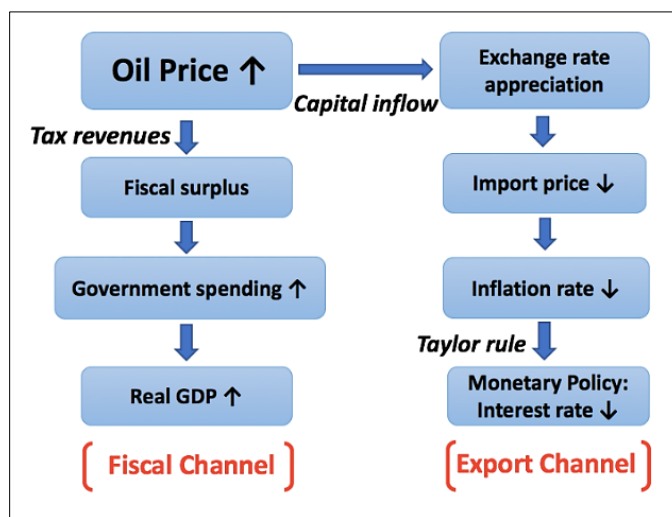 Oil Price ↑
Capital inflow
Exchange rate
appreciation
Tax revenues
Fiscal surplus
Import price ↓
Government spending ↑
Inflation rate ↓
Taylor rule
Real GDP ↑
Monetary Policy:
Interest rate ↓
[ Fiscal Channel ]
[ Export Channel ]